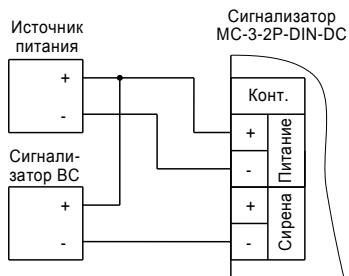 Источник
питания
+
-
Сигнали-
затор ВС
+
-
Сигнализатор
МС-3-2Р-DIN-DC
Конт.
+
-
Питание
+
-
Сирена